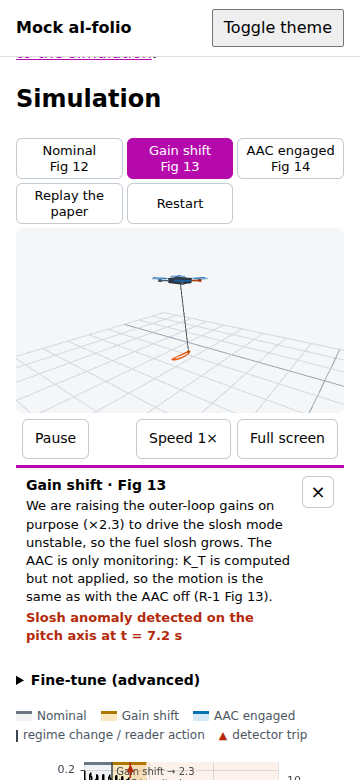 Mock al-folio
Toggle theme
to the simulation.
Simulation
Nominal
Fig 12
Gain shift
Fig 13
AAC engaged
Fig 14
Replay the
paper
Restart
Pause
Speed 1×
Full screen
Gain shift · Fig 13
×
We are raising the outer-loop gains on
purpose (×2.3) to drive the slosh mode
unstable, so the fuel slosh grows. The
AAC is only monitoring: K_T is computed
but not applied, so the motion is the
same as with the AAC off (R-1 Fig 13).
Slosh anomaly detected on the
pitch axis at t = 7.2 s
Fine-tune (advanced)
Nominal
Gain shift
AAC engaged
regime change / reader action
detector trip
0.2
Gain shift → 2.3
10